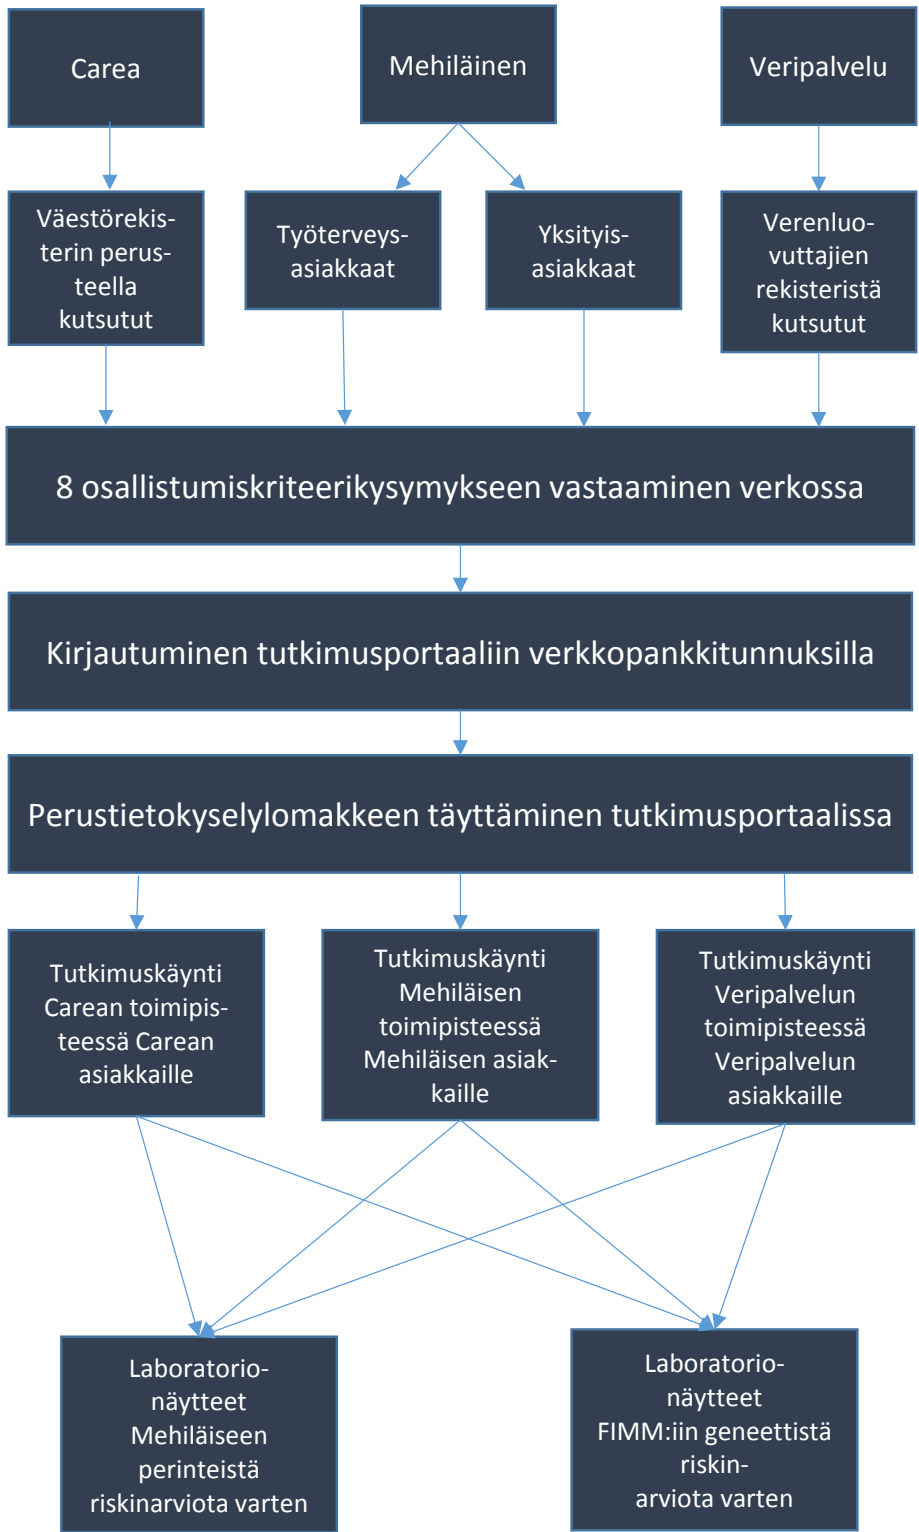 Carea
Mehiläinen
Veripalvelu
Väestörekis-
terin perus-
teella
kutsutut
Työterveys-
asiakkaat
Yksityis-
asiakkaat
Verenluo-
vuttajien
rekisteristä
kutsutut
8 osallistumiskriteerikysymykseen vastaaminen verkossa
Kirjautuminen tutkimusportaaliin verkkopankkitunnuksilla
Perustietokyselylomakkeen täyttäminen tutkimusportaalissa
Tutkimuskäynti
Carean toimipis-
teessä Carean
asiakkaille
Tutkimuskäynti
Mehiläisen
toimipisteessä
Mehiläisen asiak-
kaille
Tutkimuskäynti
Veripalvelun
toimipisteessä
Veripalvelun
asiakkaille
Laboratorio-
näytteet
Mehiläiseen
perinteistä
riskinarviota varten
Laboratorio-
näytteet
FIMM:iin geneettistä
riskin-
arviota varten